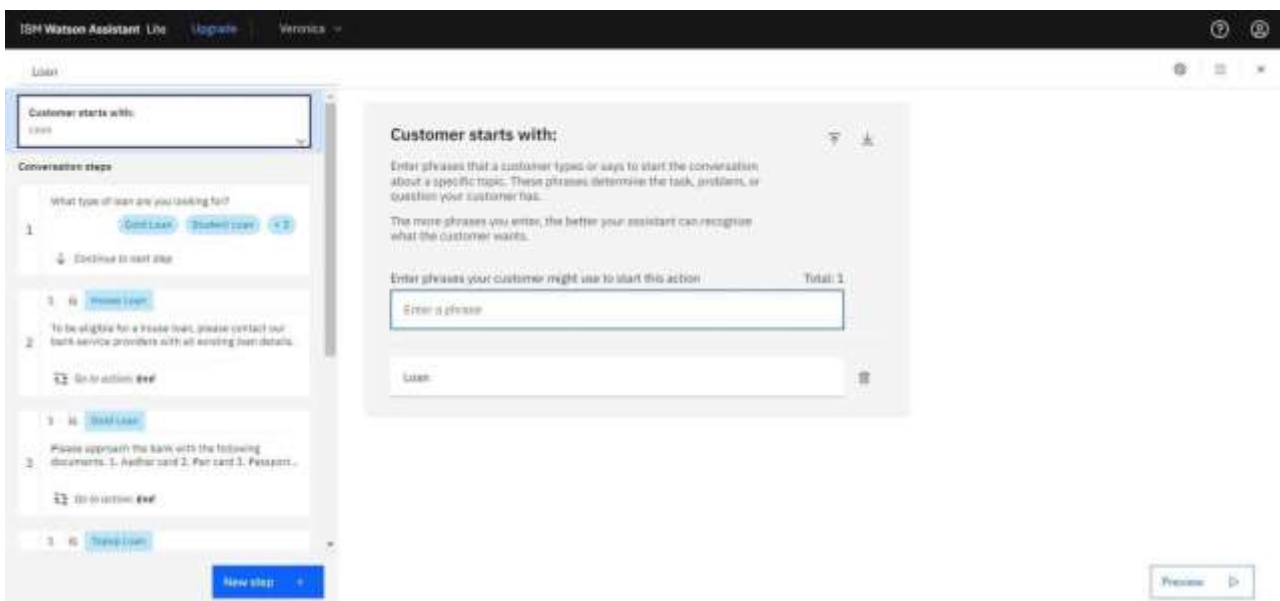 IBM Watson Assistant Lite Upgrade Veronica
Loan
Customer starts with:
Loan
Conversation steps
1
What type of loan are you looking for?
Gold Loan Student Loan + 2
Continue to next step
2
1 is House Loan
To be eligible for a house loan, please contact our
bank service providers with all existing loan details.
Go to action: End
3
1 is Gold Loan
Please approach the bank with the following
documents. 1. Aadhar card 2. Pan card 3. Passport...
Go to action: End
1 is Loan
New step +
Customer starts with:
Enter phrases that a customer types or says to start the conversation
about a specific topic. These phrases determine the task, problem, or
question your customer has.
The more phrases you enter, the better your assistant can recognize
what the customer wants.
Enter phrases your customer might use to start this action Total: 1
Enter a phrase
Loan
Preview